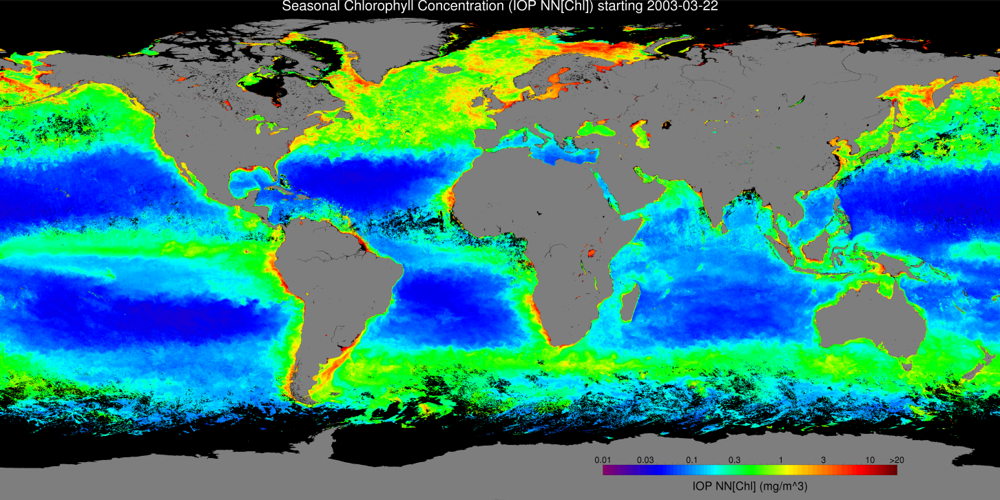 Seasonal Chlorophyll Concentration (IOP NN[Chl]) starting 2003-03-22
0.01 0.03 0.1 0.3 1 3 10 >20
IOP NN[Chl] (mg/m^3)